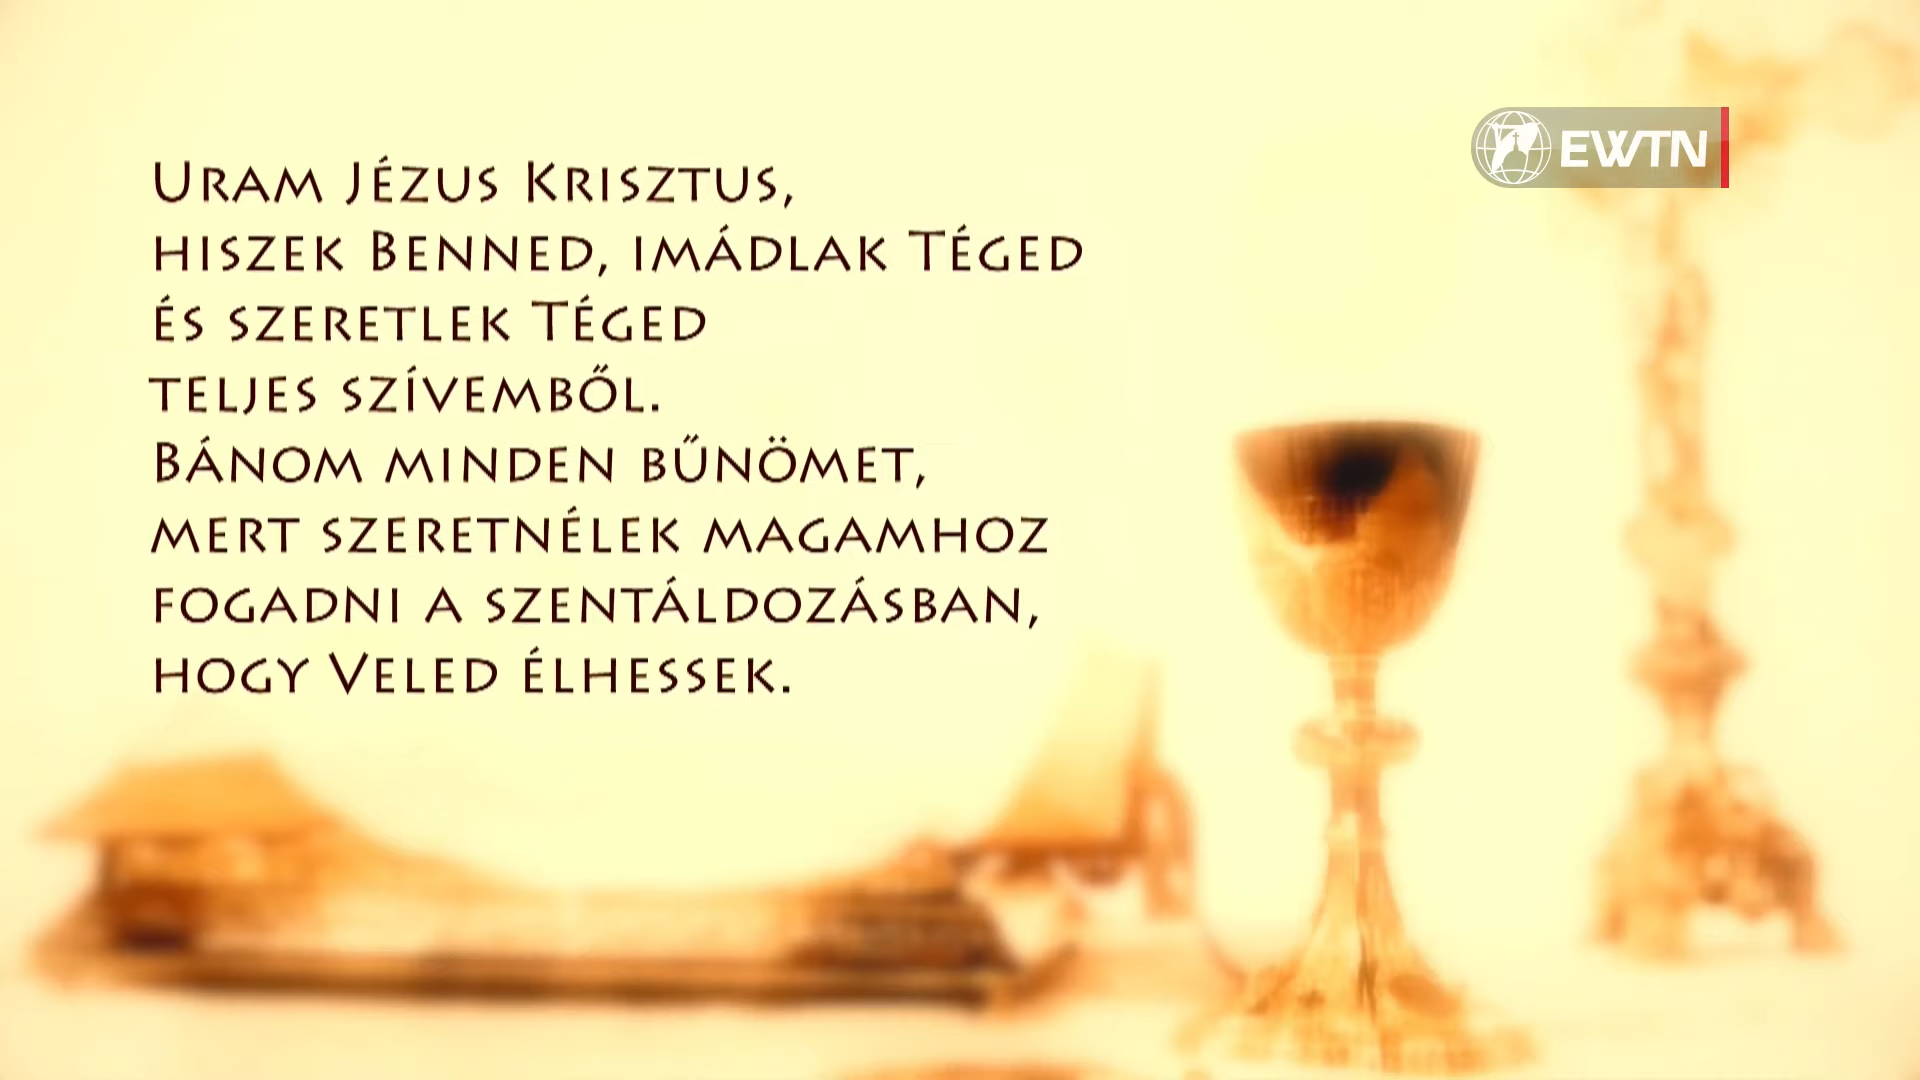 Uram Jézus Krisztus,
hiszek Benned, imádlak Téged
és szeretlek Téged
teljes szívemből.
Bánom minden bűnömet,
mert szeretnélek magamhoz
fogadni a szentáldozásban,
hogy Veled élhessek.
EWTN